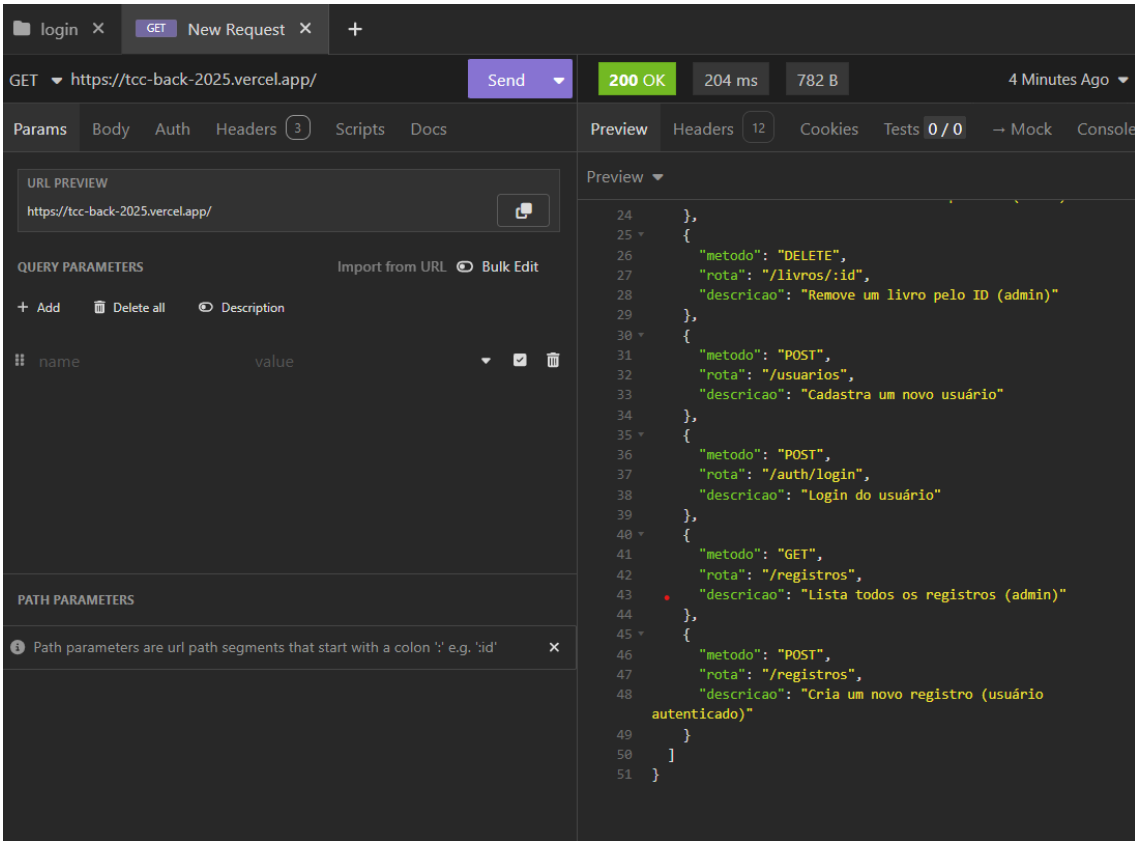 login ×
GET New Request ×
+
GET https://tcc-back-2025.vercel.app/
Send
Params Body Auth Headers 3 Scripts Docs
URL PREVIEW
https://tcc-back-2025.vercel.app/
QUERY PARAMETERS Import from URL Bulk Edit
+ Add Delete all Description
name value
PATH PARAMETERS
Path parameters are url path segments that start with a colon ':' e.g. ':id' ×
200 OK 204 ms 782 B 4 Minutes Ago
Preview Headers 12 Cookies Tests 0 / 0 → Mock Console
Preview
24 },
25 {
26 "metodo": "DELETE",
27 "rota": "/livros/:id",
28 "descricao": "Remove um livro pelo ID (admin)"
29 },
30 {
31 "metodo": "POST",
32 "rota": "/usuarios",
33 "descricao": "Cadastra um novo usuário"
34 },
35 {
36 "metodo": "POST",
37 "rota": "/auth/login",
38 "descricao": "Login do usuário"
39 },
40 {
41 "metodo": "GET",
42 "rota": "/registros",
43 "descricao": "Lista todos os registros (admin)"
44 },
45 {
46 "metodo": "POST",
47 "rota": "/registros",
48 "descricao": "Cria um novo registro (usuário
autenticado)"
49 }
50 ]
51 }